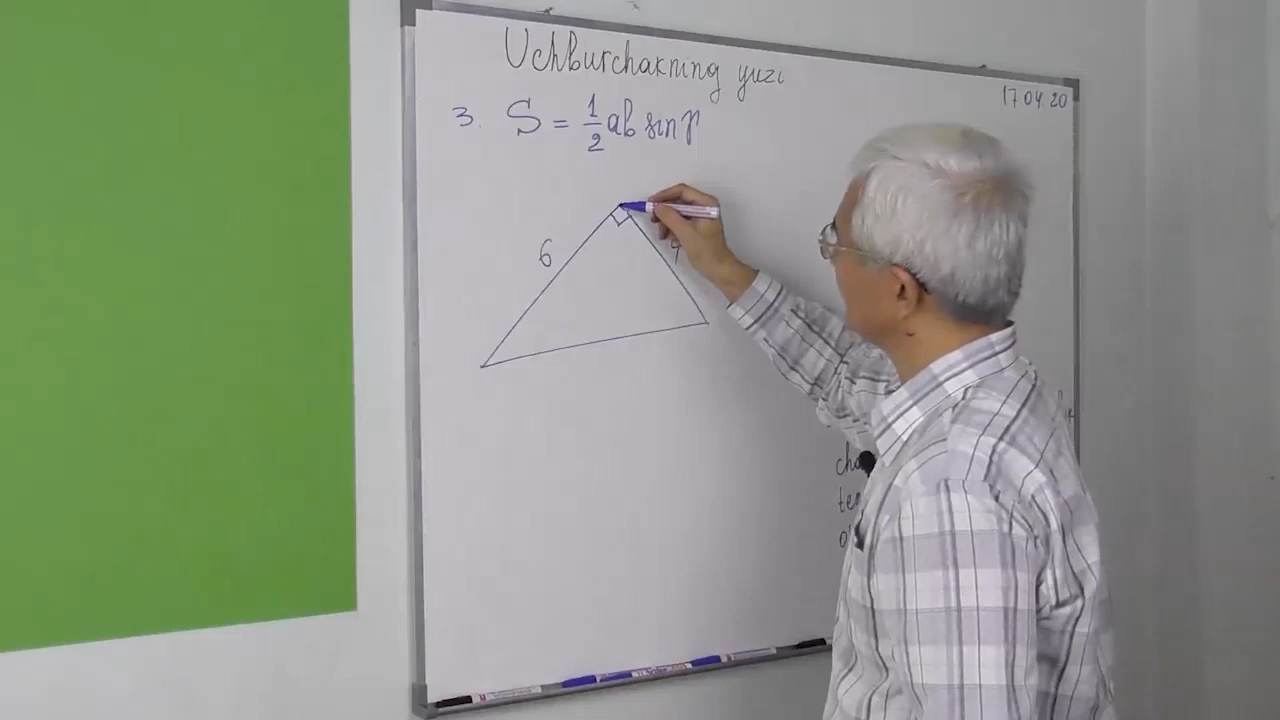 Uchburchakning yuzi
17 04 20
3. S = 1/2 ab sin γ
6